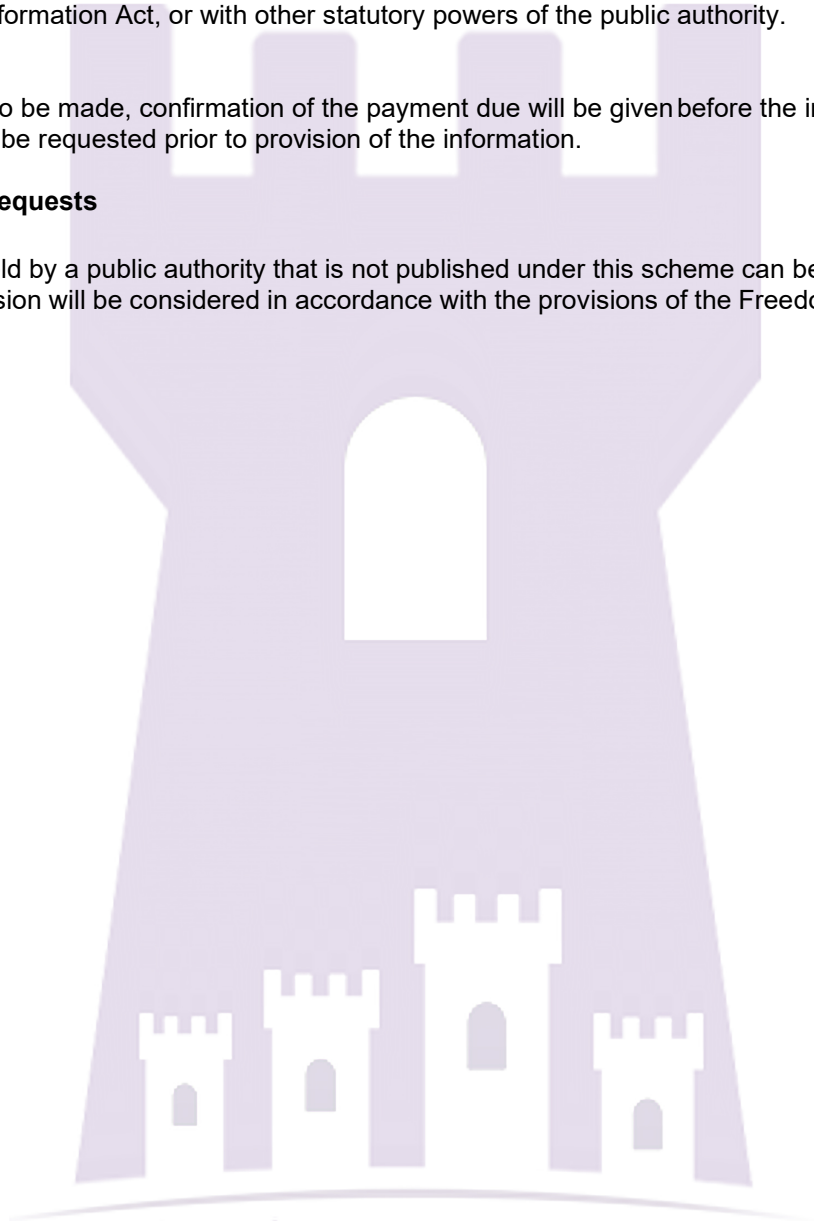 formation Act, or with other statutory powers of the public authority.
o be made, confirmation of the payment due will be given before the i
be requested prior to provision of the information.
equests
ld by a public authority that is not published under this scheme can be
sion will be considered in accordance with the provisions of the Freedo